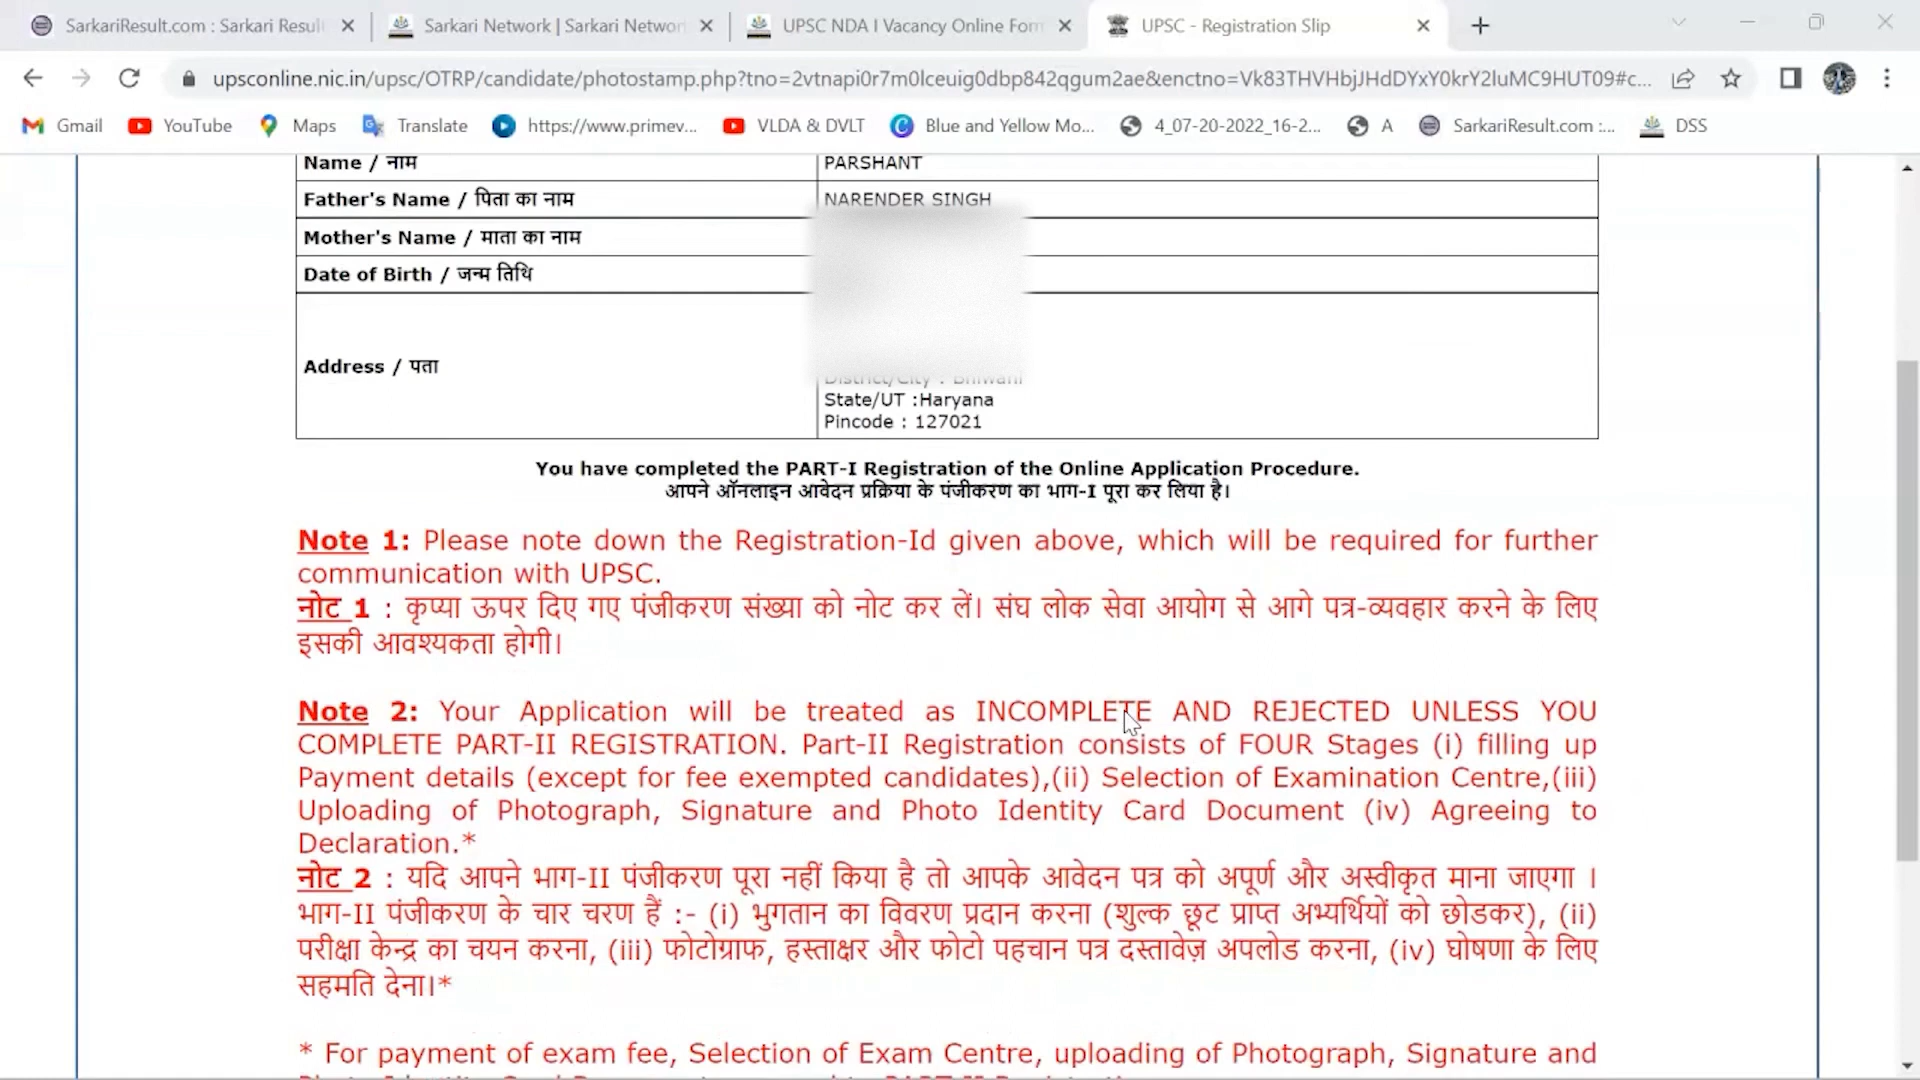 SarkariResult.com : Sarkari Result
Sarkari Network | Sarkari Networ
UPSC NDA I Vacancy Online Form
UPSC - Registration Slip
upsconline.nic.in/upsc/OTRP/candidate/photostamp.php?tno=2vtnapi0r7m0lceuig0dbp842qgum2ae&enctno=Vk83THVHbjJHdDYxY0krY2luMC9HUT09#c...
Gmail YouTube Maps Translate https://www.primev... VLDA & DVLT Blue and Yellow Mo... 4_07-20-2022_16-2... A SarkariResult.com :... DSS
Name / नाम PARSHANT
Father's Name / पिता का नाम NARENDER SINGH
Mother's Name / माता का नाम
Date of Birth / जन्म तिथि
Address / पता
District/City : Bhiwani
State/UT :Haryana
Pincode : 127021
You have completed the PART-I Registration of the Online Application Procedure.
आपने ऑनलाइन आवेदन प्रक्रिया के पंजीकरण का भाग-I पूरा कर लिया है।
Note 1: Please note down the Registration-Id given above, which will be required for further
communication with UPSC.
नोट 1 : कृप्या ऊपर दिए गए पंजीकरण संख्या को नोट कर लें। संघ लोक सेवा आयोग से आगे पत्र-व्यवहार करने के लिए
इसकी आवश्यकता होगी।
Note 2: Your Application will be treated as INCOMPLETE AND REJECTED UNLESS YOU
COMPLETE PART-II REGISTRATION. Part-II Registration consists of FOUR Stages (i) filling up
Payment details (except for fee exempted candidates),(ii) Selection of Examination Centre,(iii)
Uploading of Photograph, Signature and Photo Identity Card Document (iv) Agreeing to
Declaration.*
नोट 2 : यदि आपने भाग-II पंजीकरण पूरा नहीं किया है तो आपके आवेदन पत्र को अपूर्ण और अस्वीकृत माना जाएगा ।
भाग-II पंजीकरण के चार चरण हैं :- (i) भुगतान का विवरण प्रदान करना (शुल्क छूट प्राप्त अभ्यर्थियों को छोडकर), (ii)
परीक्षा केन्द्र का चयन करना, (iii) फोटोग्राफ, हस्ताक्षर और फोटो पहचान पत्र दस्तावेज़ अपलोड करना, (iv) घोषणा के लिए
सहमति देना।*
* For payment of exam fee, Selection of Exam Centre, uploading of Photograph, Signature and